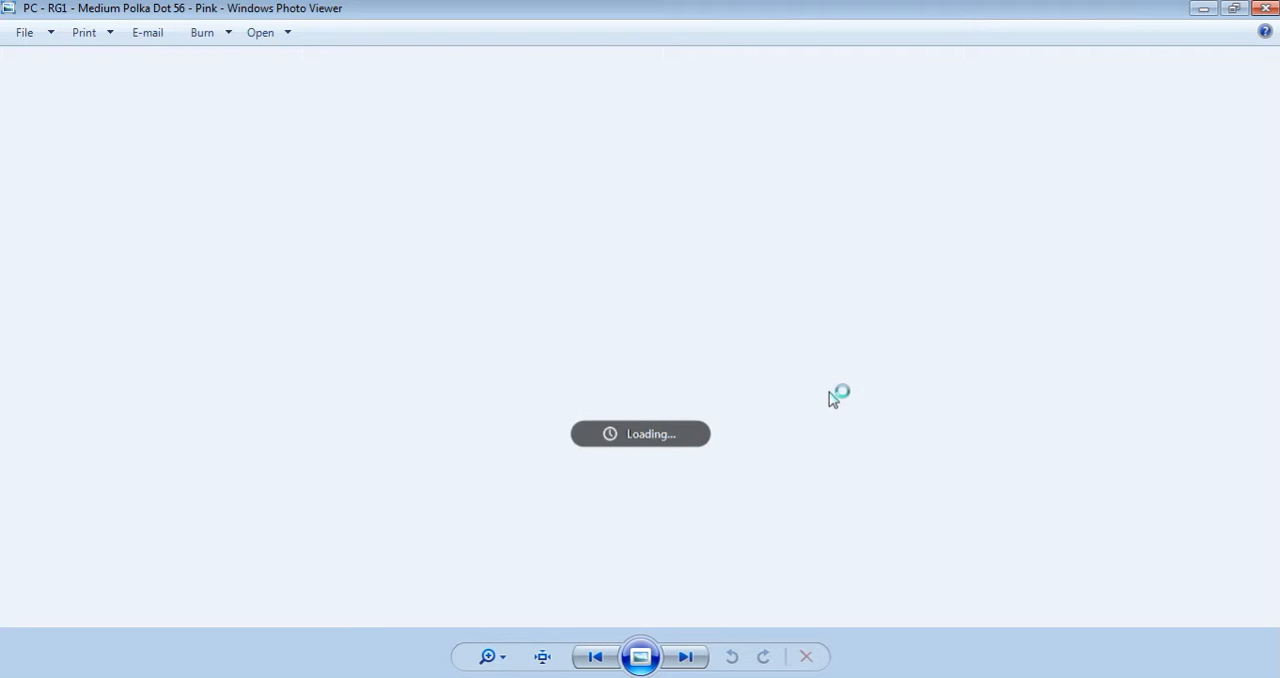 PC - RG1 - Medium Polka Dot 56 - Pink - Windows Photo Viewer
File Print E-mail Burn Open
Loading...